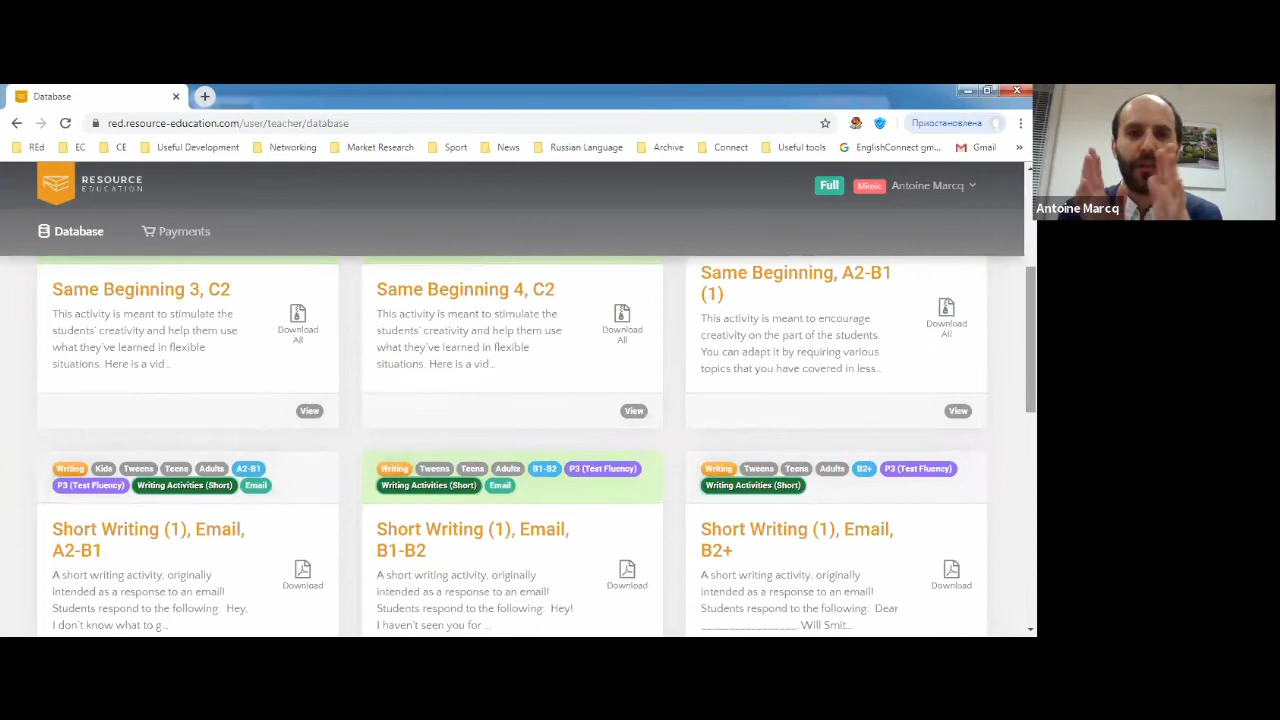 Database
red.resource-education.com/user/teacher/database
Приостановлена
REd EC CE Useful Development Networking Market Research Sport News Russian Language Archive Connect Useful tools EnglishConnect gm... Gmail »
RESOURCE
EDUCATION
Full Mimic Antoine Marcq
Database Payments
Antoine Marcq
Same Beginning 3, C2
This activity is meant to stimulate the
students' creativity and help them use
what they've learned in flexible
situations. Here is a vid...
Download
All
View
Same Beginning 4, C2
This activity is meant to stimulate the
students' creativity and help them use
what they've learned in flexible
situations. Here is a vid...
Download
All
View
Same Beginning, A2-B1
(1)
This activity is meant to encourage
creativity on the part of the students.
You can adapt it by requiring various
topics that you have covered in less...
Download
All
View
Writing Kids Tweens Teens Adults A2-B1
P3 (Test Fluency) Writing Activities (Short) Email
Short Writing (1), Email,
A2-B1
A short writing activity, originally
intended as a response to an email!
Students respond to the following: Hey,
I don't know what to g...
Download
Writing Tweens Teens Adults B1-B2 P3 (Test Fluency)
Writing Activities (Short) Email
Short Writing (1), Email,
B1-B2
A short writing activity, originally
intended as a response to an email!
Students respond to the following: Hey!
I haven't seen you for ...
Download
Writing Tweens Teens Adults B2+ P3 (Test Fluency)
Writing Activities (Short)
Short Writing (1), Email,
B2+
A short writing activity, originally
intended as a response to an email!
Students respond to the following: Dear
________________, Will Smit...
Download